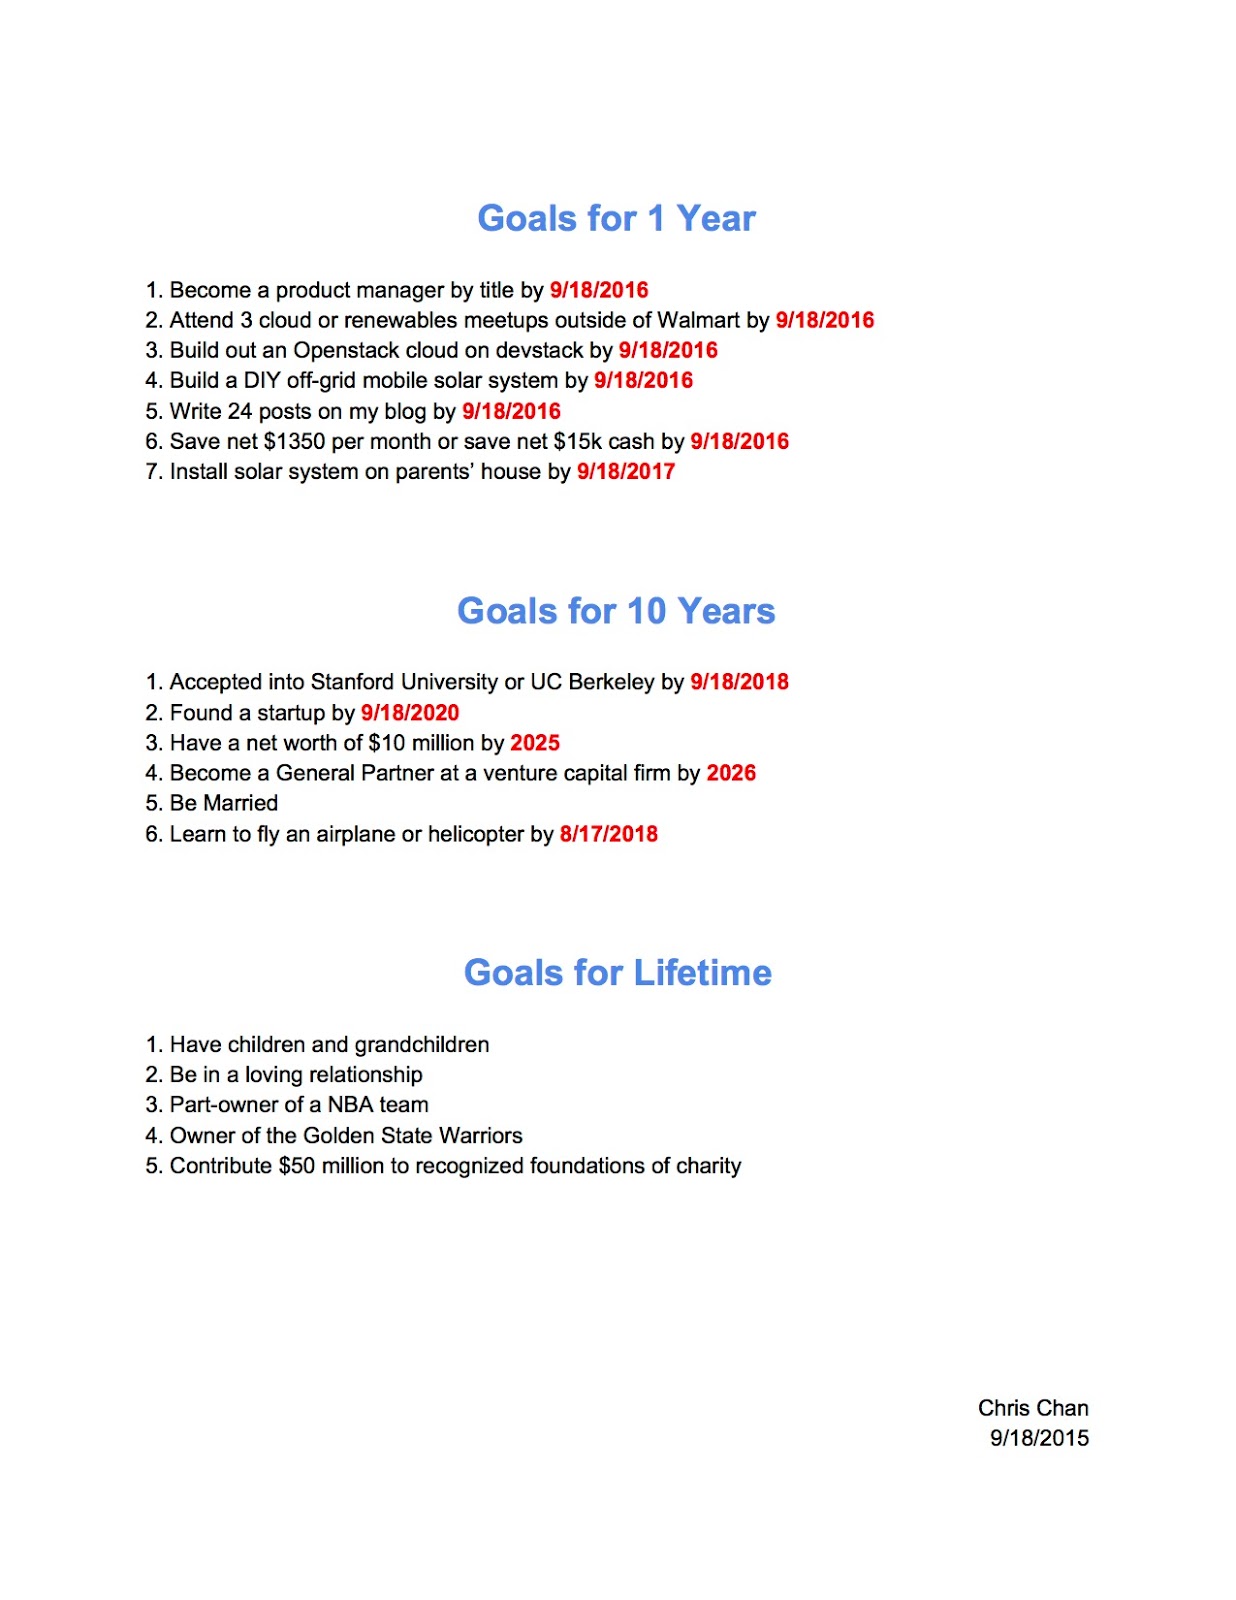 Goals for 1 Year
1. Become a product manager by title by 9/18/2016
2. Attend 3 cloud or renewables meetups outside of Walmart by 9/18/2016
3. Build out an Openstack cloud on devstack by 9/18/2016
4. Build a DIY off-grid mobile solar system by 9/18/2016
5. Write 24 posts on my blog by 9/18/2016
6. Save net $1350 per month or save net $15k cash by 9/18/2016
7. Install solar system on parents’ house by 9/18/2017
Goals for 10 Years
1. Accepted into Stanford University or UC Berkeley by 9/18/2018
2. Found a startup by 9/18/2020
3. Have a net worth of $10 million by 2025
4. Become a General Partner at a venture capital firm by 2026
5. Be Married
6. Learn to fly an airplane or helicopter by 8/17/2018
Goals for Lifetime
1. Have children and grandchildren
2. Be in a loving relationship
3. Part-owner of a NBA team
4. Owner of the Golden State Warriors
5. Contribute $50 million to recognized foundations of charity
Chris Chan
9/18/2015